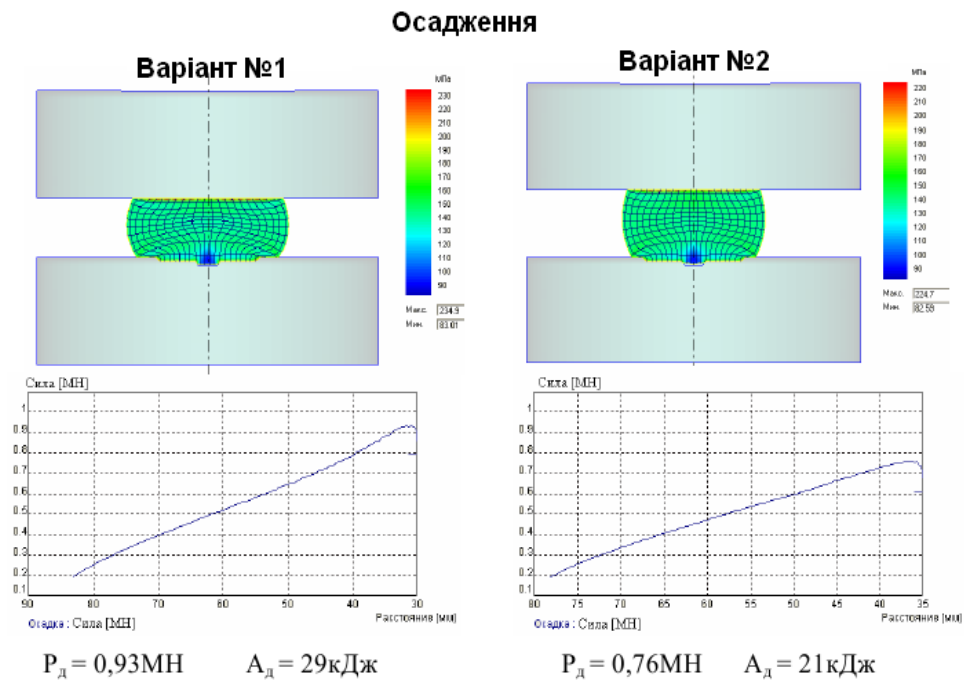 Осадження
Варіант №1
МПа
230
220
210
200
190
180
170
160
150
140
130
120
110
100
90
Макс. 234.9
Мин. 83.01
Варіант №2
МПа
220
210
200
190
180
170
160
150
140
130
120
110
100
90
Макс. 224.7
Мин. 82.59
Сила [МН]
1
0.9
0.8
0.7
0.6
0.5
0.4
0.3
0.2
0.1
90 80 70 60 50 40 30
Расстояние [мм]
Осадка : Сила [МН]
Сила [МН]
1
0.9
0.8
0.7
0.6
0.5
0.4
0.3
0.2
0.1
80 75 70 65 60 55 50 45 40 35
Расстояние [мм]
Осадка : Сила [МН]
Рд = 0,93МН Ад = 29кДж
Рд = 0,76МН Ад = 21кДж